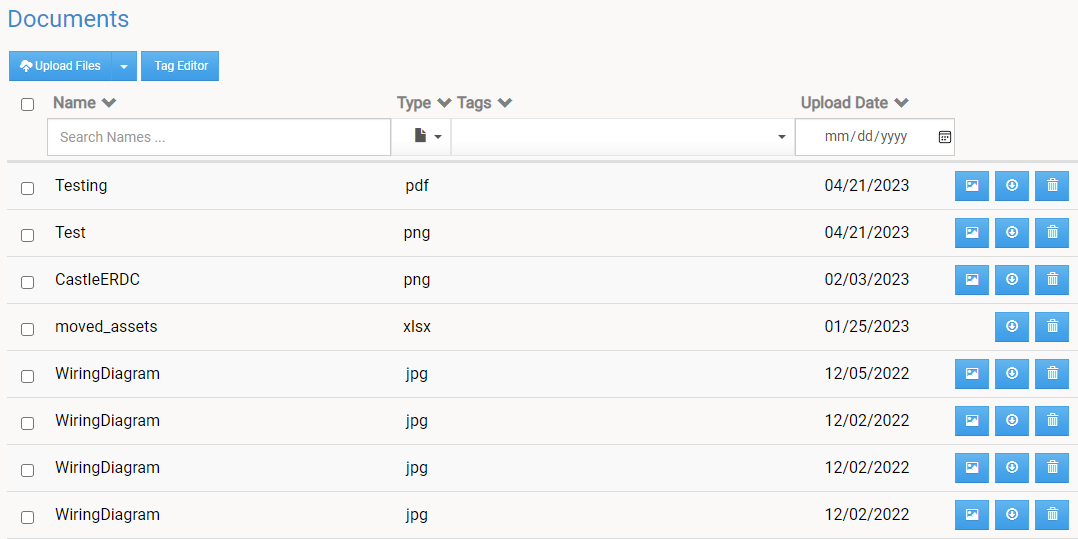 Documents
Upload Files Tag Editor
Name Type Tags Upload Date
Search Names ... mm/dd/yyyy
Testing pdf 04/21/2023
Test png 04/21/2023
CastleERDC png 02/03/2023
moved_assets xlsx 01/25/2023
WiringDiagram jpg 12/05/2022
WiringDiagram jpg 12/02/2022
WiringDiagram jpg 12/02/2022
WiringDiagram jpg 12/02/2022